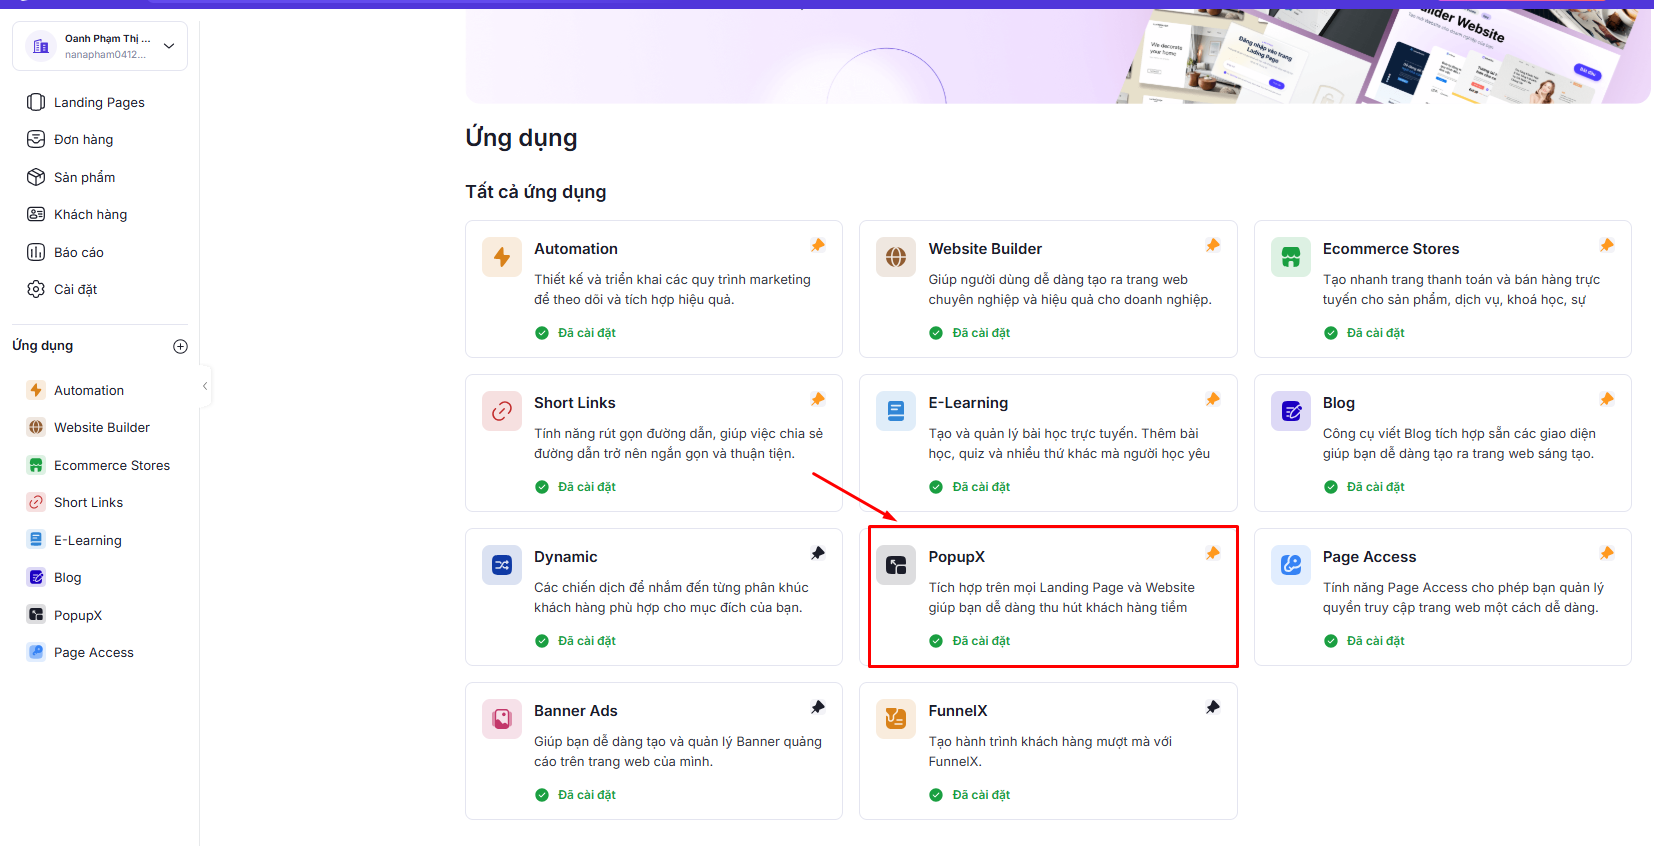 Oanh Phạm Thị ...
nanapham0412...
Landing Pages
Đơn hàng
Sản phẩm
Khách hàng
Báo cáo
Cài đặt
Ứng dụng
Automation
Website Builder
Ecommerce Stores
Short Links
E-Learning
Blog
PopupX
Page Access
We decorate
your home
Đăng nhập vào trang
Lading Page
ilder Website
Bắt đầu
Ứng dụng
Tất cả ứng dụng
Automation
Thiết kế và triển khai các quy trình marketing
để theo dõi và tích hợp hiệu quả.
Đã cài đặt
Website Builder
Giúp người dùng dễ dàng tạo ra trang web
chuyên nghiệp và hiệu quả cho doanh nghiệp.
Đã cài đặt
Ecommerce Stores
Tạo nhanh trang thanh toán và bán hàng trực
tuyến cho sản phẩm, dịch vụ, khoá học, sự
Đã cài đặt
Short Links
Tính năng rút gọn đường dẫn, giúp việc chia sẻ
đường dẫn trở nên ngắn gọn và thuận tiện.
Đã cài đặt
E-Learning
Tạo và quản lý bài học trực tuyến. Thêm bài
học, quiz và nhiều thứ khác mà người học yêu
Đã cài đặt
Blog
Công cụ viết Blog tích hợp sẵn các giao diện
giúp bạn dễ dàng tạo ra trang web sáng tạo.
Đã cài đặt
Dynamic
Các chiến dịch để nhắm đến từng phân khúc
khách hàng phù hợp cho mục đích của bạn.
Đã cài đặt
PopupX
Tích hợp trên mọi Landing Page và Website
giúp bạn dễ dàng thu hút khách hàng tiềm
Đã cài đặt
Page Access
Tính năng Page Access cho phép bạn quản lý
quyền truy cập trang web một cách dễ dàng.
Đã cài đặt
Banner Ads
Giúp bạn dễ dàng tạo và quản lý Banner quảng
cáo trên trang web của mình.
Đã cài đặt
FunnelX
Tạo hành trình khách hàng mượt mà với
FunnelX.
Đã cài đặt